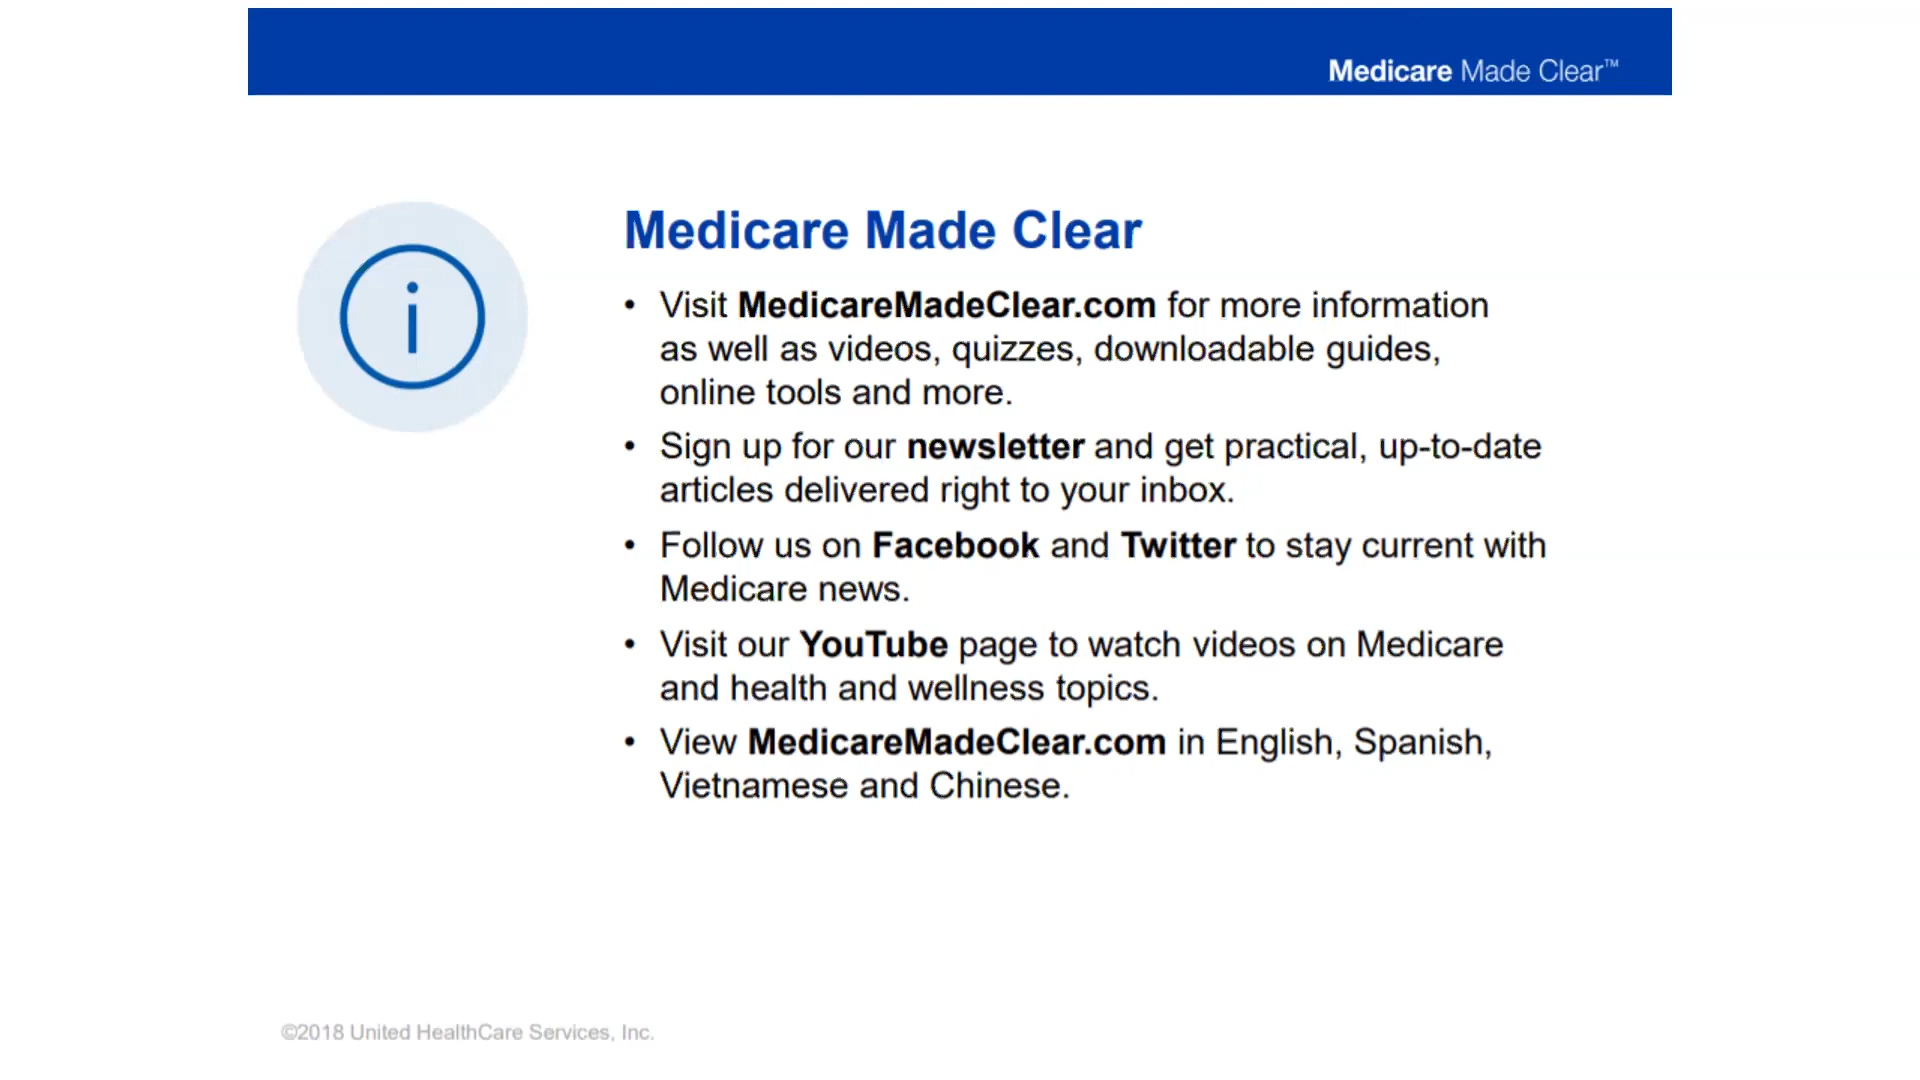 Medicare Made Clear™
i
Medicare Made Clear
• Visit MedicareMadeClear.com for more information
as well as videos, quizzes, downloadable guides,
online tools and more.
• Sign up for our newsletter and get practical, up-to-date
articles delivered right to your inbox.
• Follow us on Facebook and Twitter to stay current with
Medicare news.
• Visit our YouTube page to watch videos on Medicare
and health and wellness topics.
• View MedicareMadeClear.com in English, Spanish,
Vietnamese and Chinese.
©2018 United HealthCare Services, Inc.